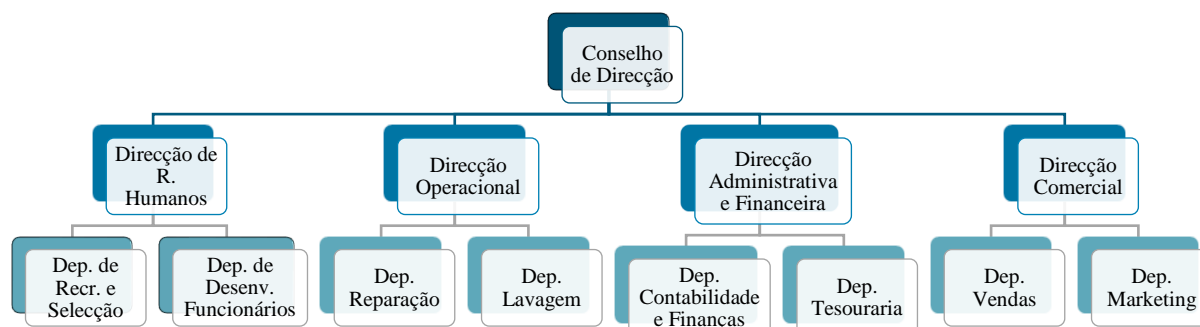 Conselho
de Direcção
Direcção de
R.
Humanos
Direcção
Operacional
Direcção
Administrativa
e Financeira
Direcção
Comercial
Dep. de
Recr. e
Selecção
Dep. de
Desenv.
Funcionários
Dep.
Reparação
Dep.
Lavagem
Dep.
Contabilidade
e Finanças
Dep.
Tesouraria
Dep.
Vendas
Dep.
Marketing